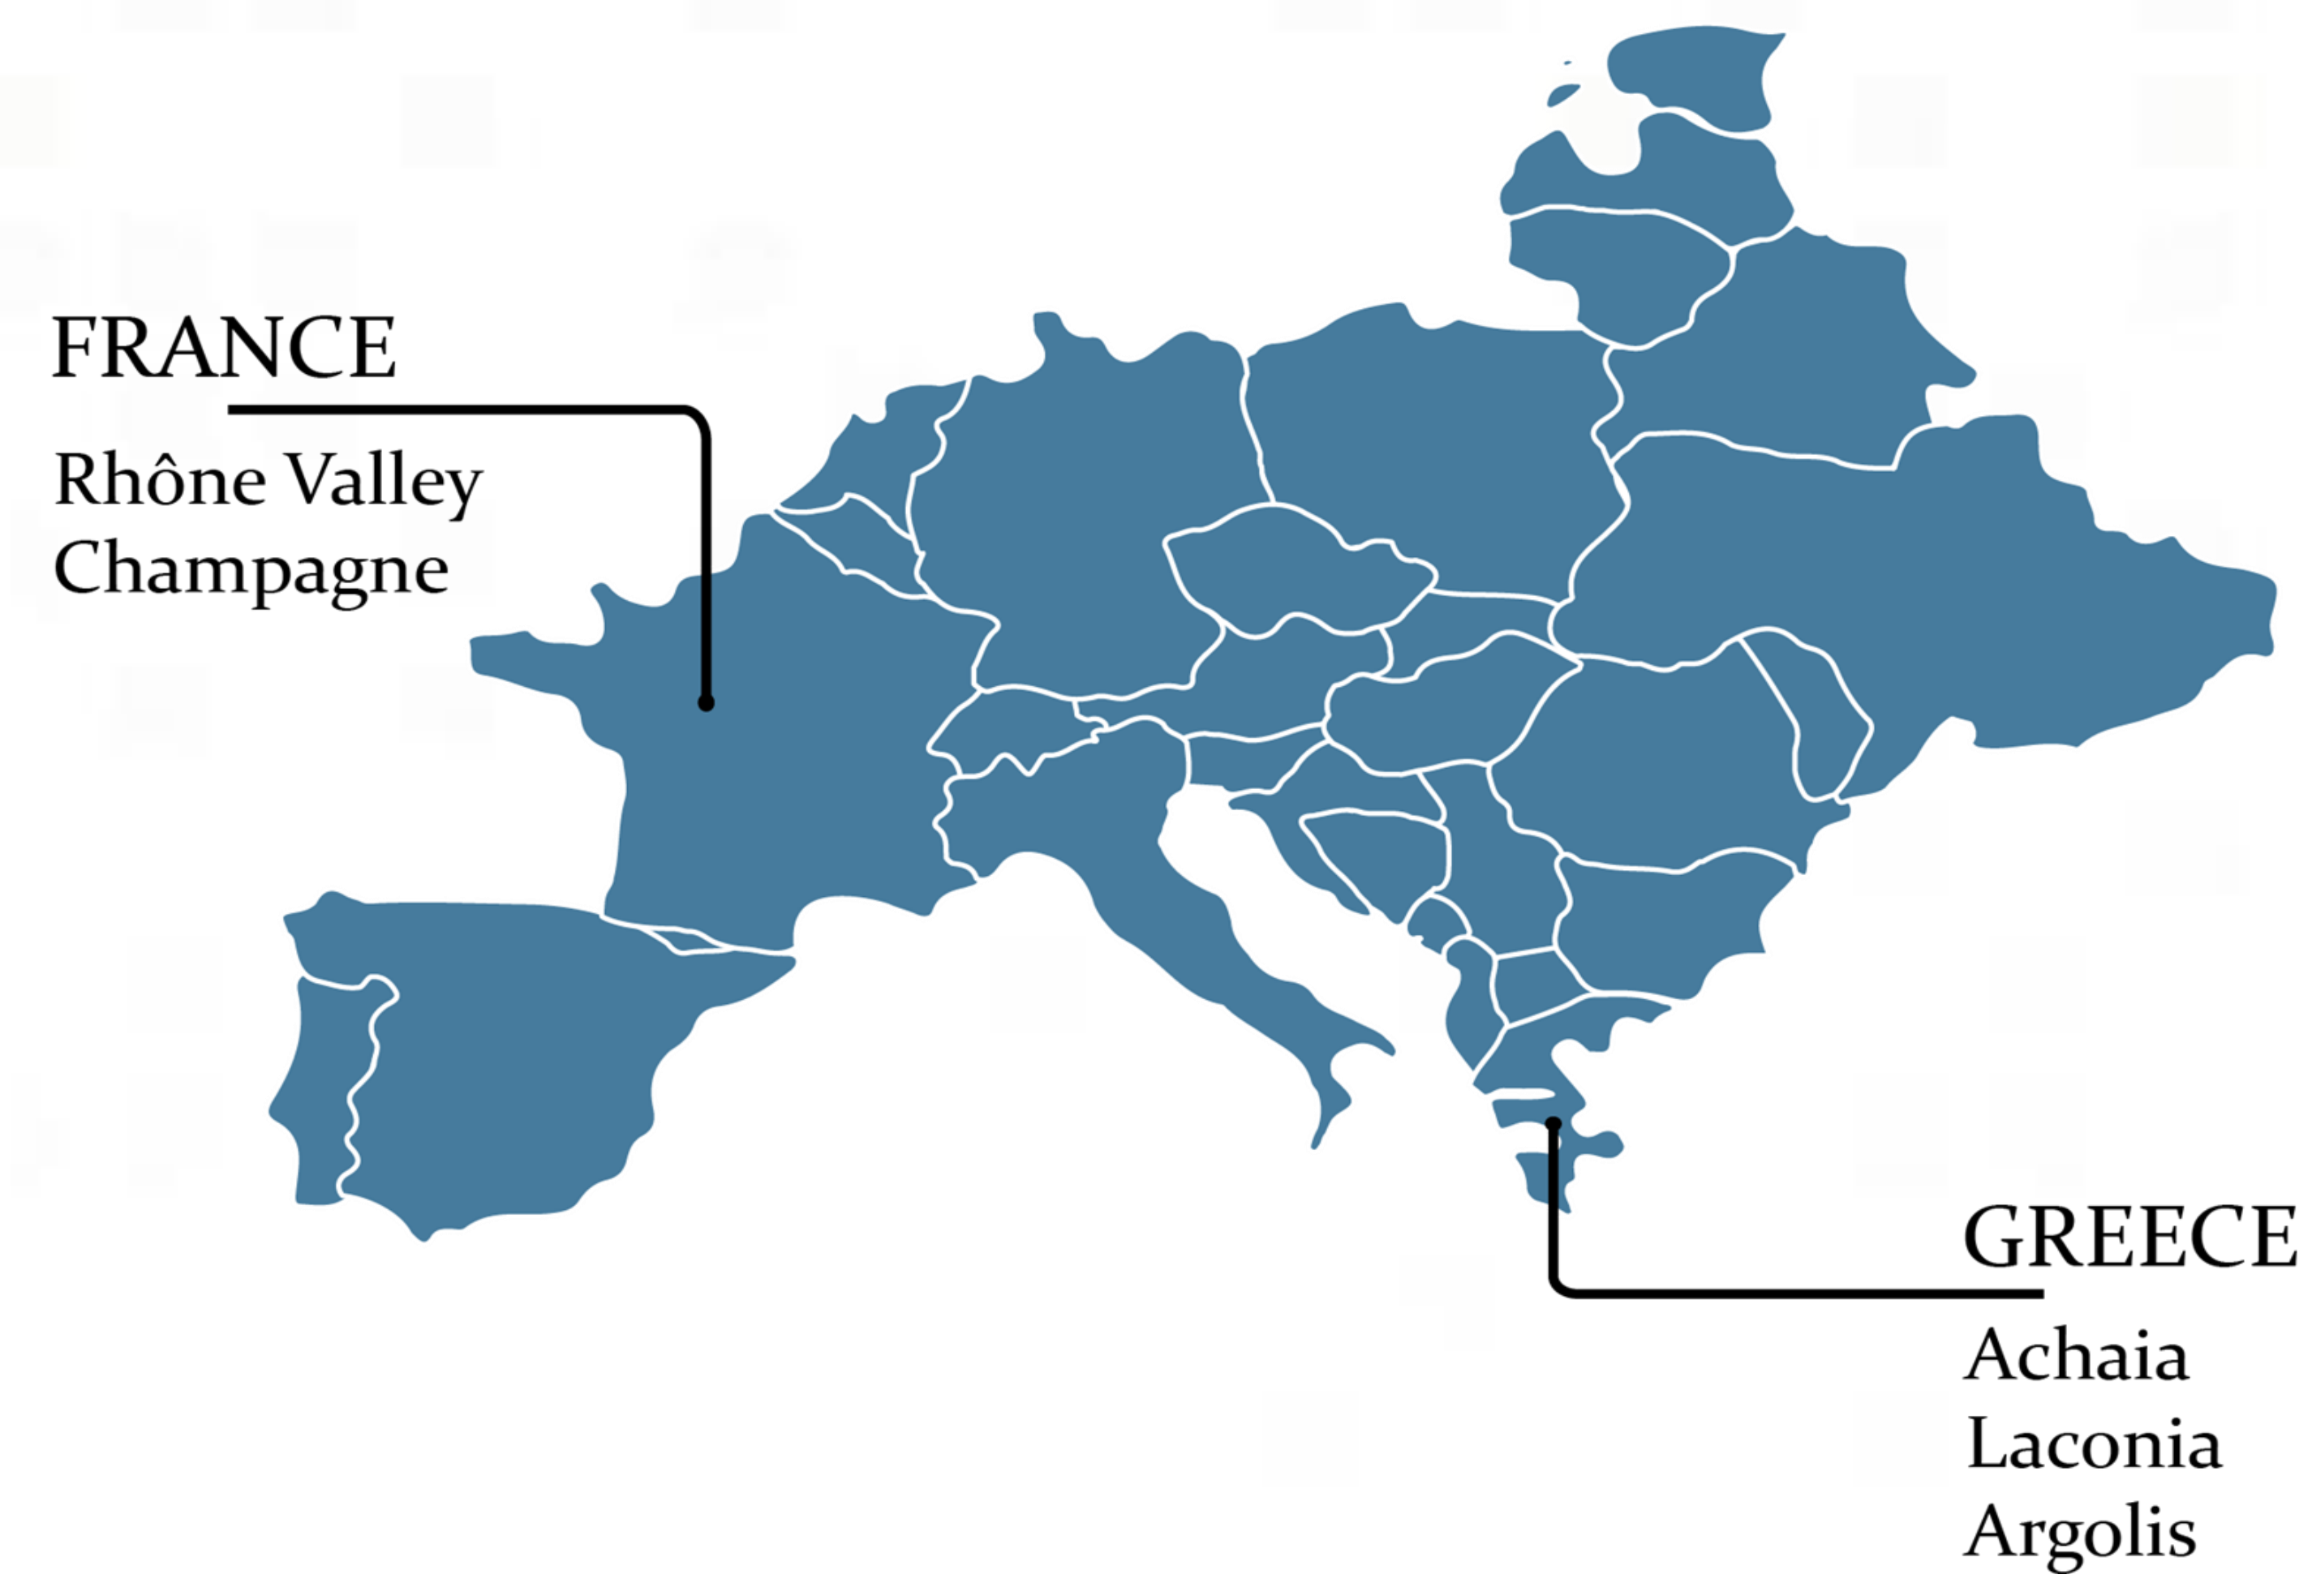 FRANCE
Rhône Valley
Champagne
GREECE
Achaia
Laconia
Argolis